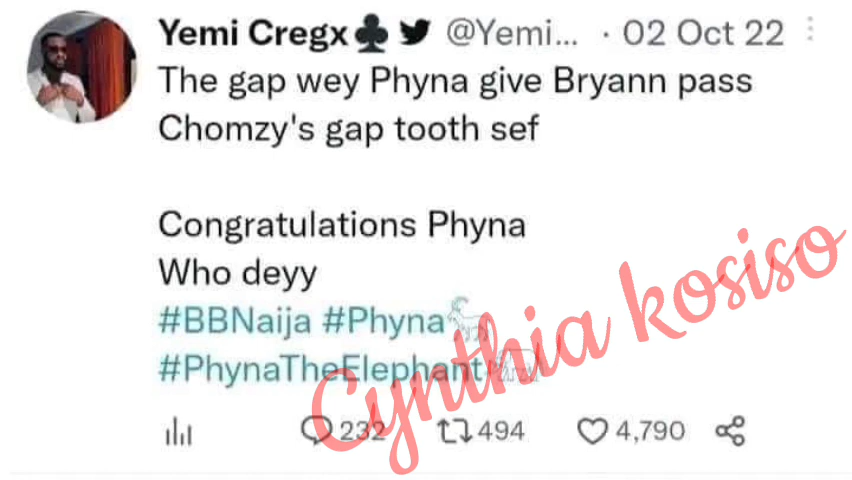 Yemi Cregx @Yemi... · 02 Oct 22
The gap wey Phyna give Bryann pass
Chomzy's gap tooth sef
Congratulations Phyna
Who deyy
#BBNaija #Phyna
#PhynaTheElephant
232 494 4,790
Cynthia kosiso